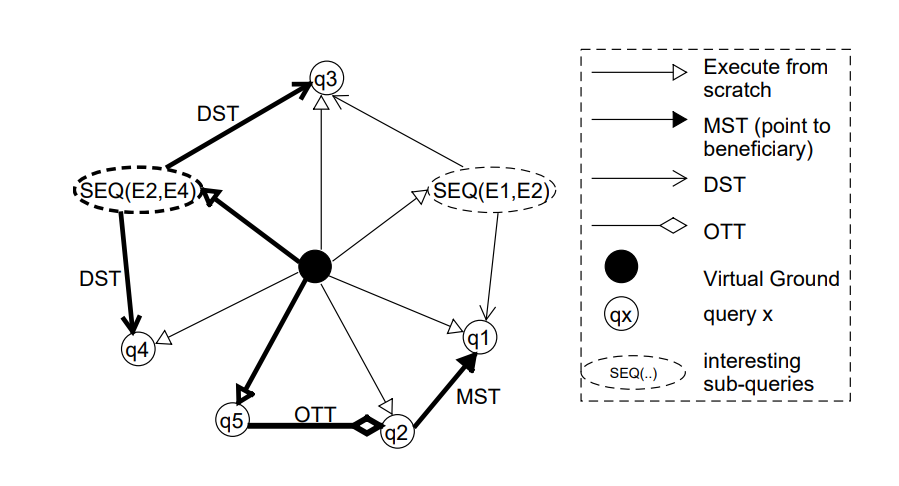 q3
DST
SEQ(E2,E4)
SEQ(E1,E2)
DST
q4
q1
MST
q5
OTT
q2
Execute from
scratch
MST (point to
beneficiary)
DST
OTT
Virtual Ground
qx
query x
SEQ(..)
interesting
sub-queries